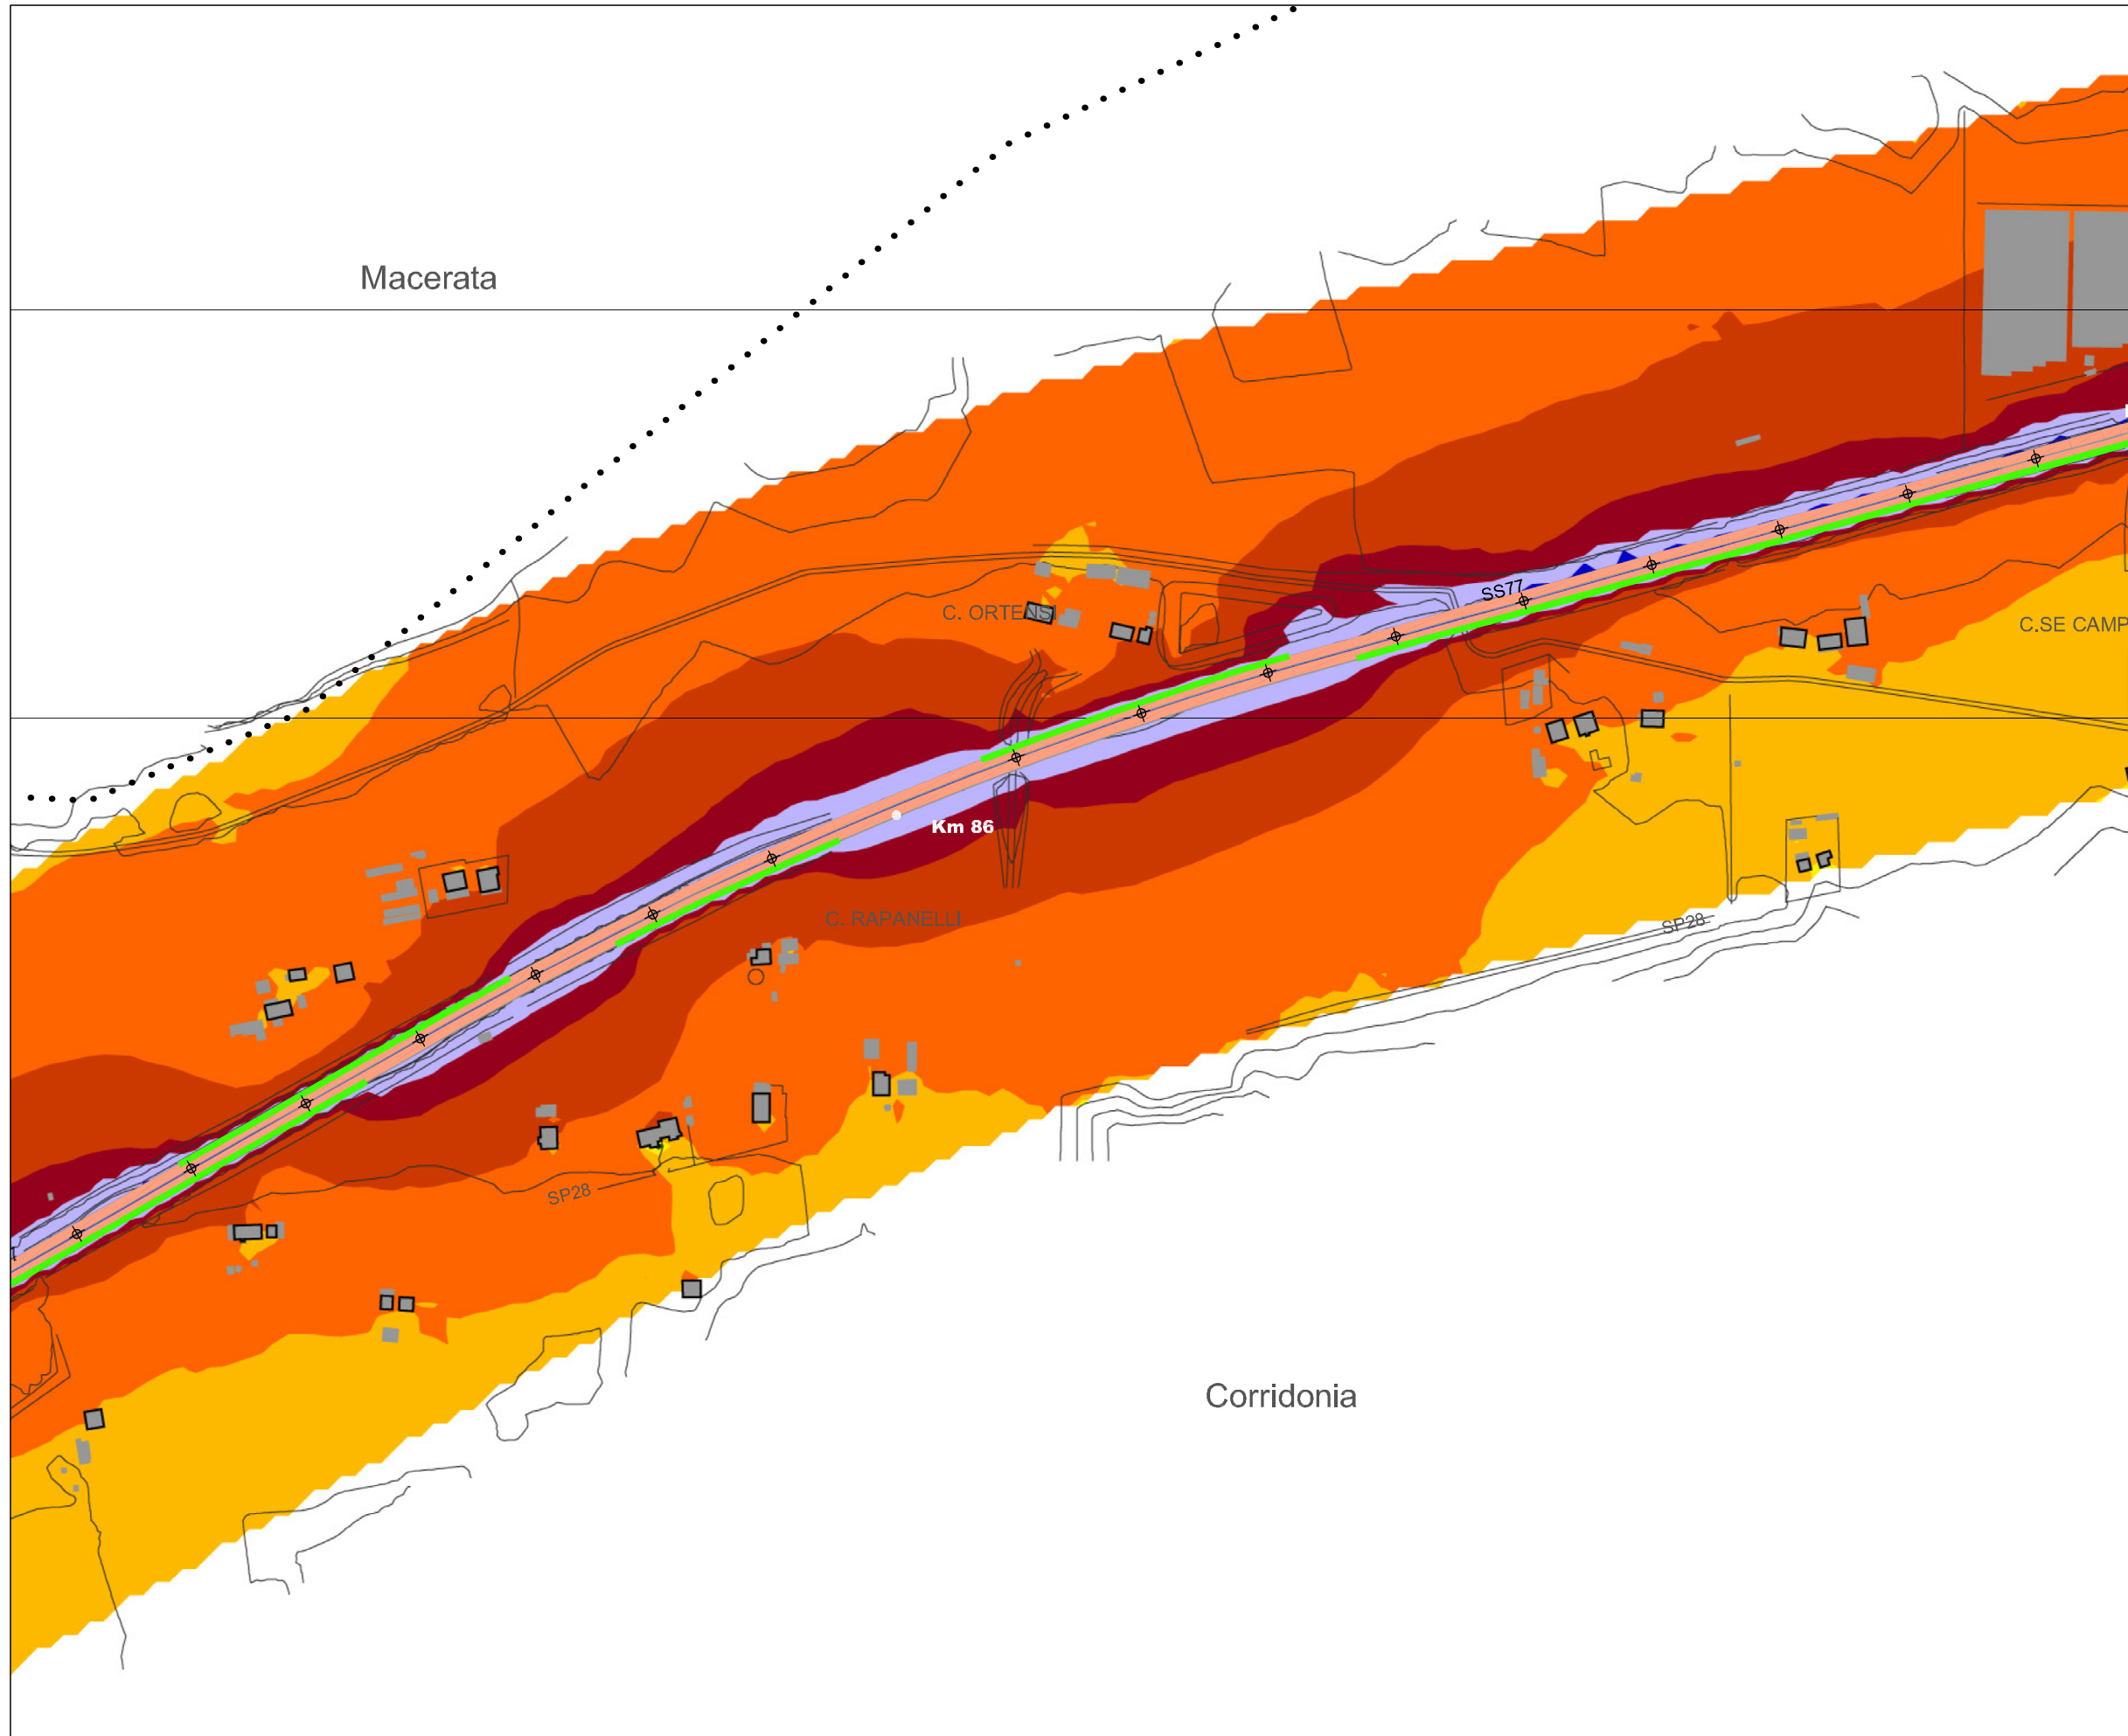 Macerata
SS77
C. ORTENSI
C.SE CAMP
Km 86
C. RAPANELLI
SP28
SP28
Corridonia